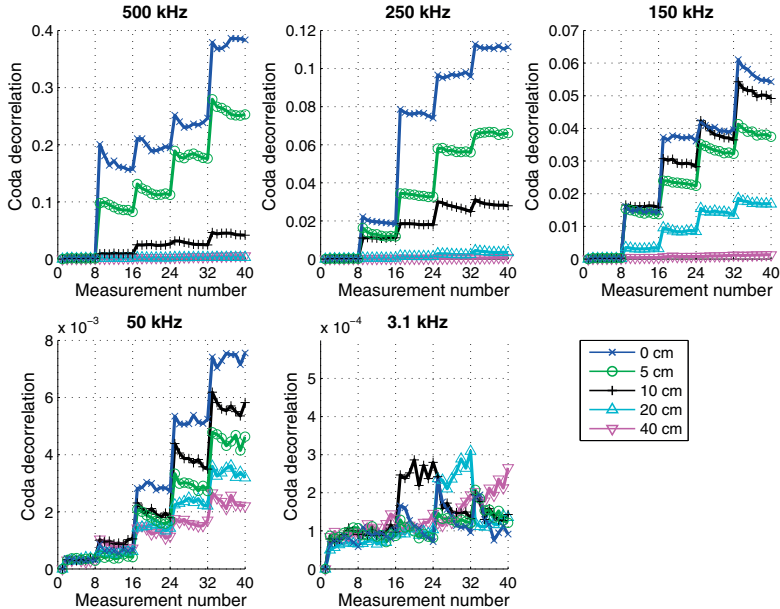 500 kHz
250 kHz
150 kHz
Coda decorrelation
0.4
0.3
0.2
0.1
0
0 8 16 24 32 40
Measurement number
Coda decorrelation
0.12
0.10
0.08
0.06
0.04
0.02
0
0 8 16 24 32 40
Measurement number
Coda decorrelation
0.07
0.06
0.05
0.04
0.03
0.02
0.01
0
0 8 16 24 32 40
Measurement number
50 kHz
x 10⁻³
Coda decorrelation
8
6
4
2
0
0 8 16 24 32 40
Measurement number
3.1 kHz
x 10⁻⁴
Coda decorrelation
5
4
3
2
1
0
0 8 16 24 32 40
Measurement number
0 cm
5 cm
10 cm
20 cm
40 cm